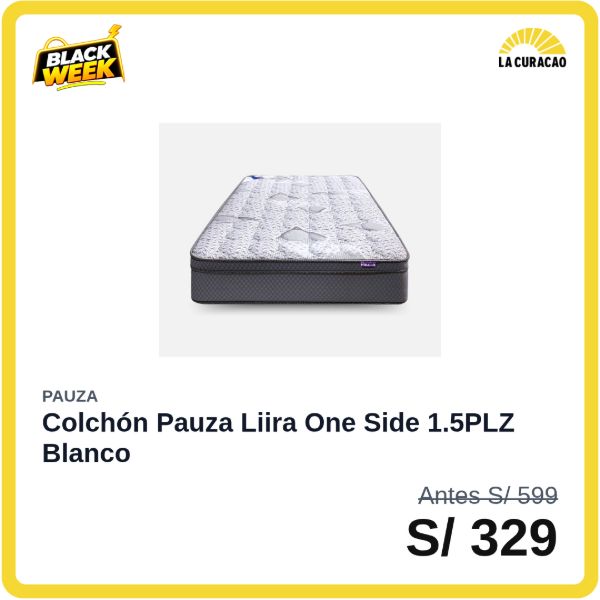 BLACK
WEEK
LA CURACAO
PAUZA
Colchón Pauza Liira One Side 1.5PLZ
Blanco
Antes S/ 599
S/ 329